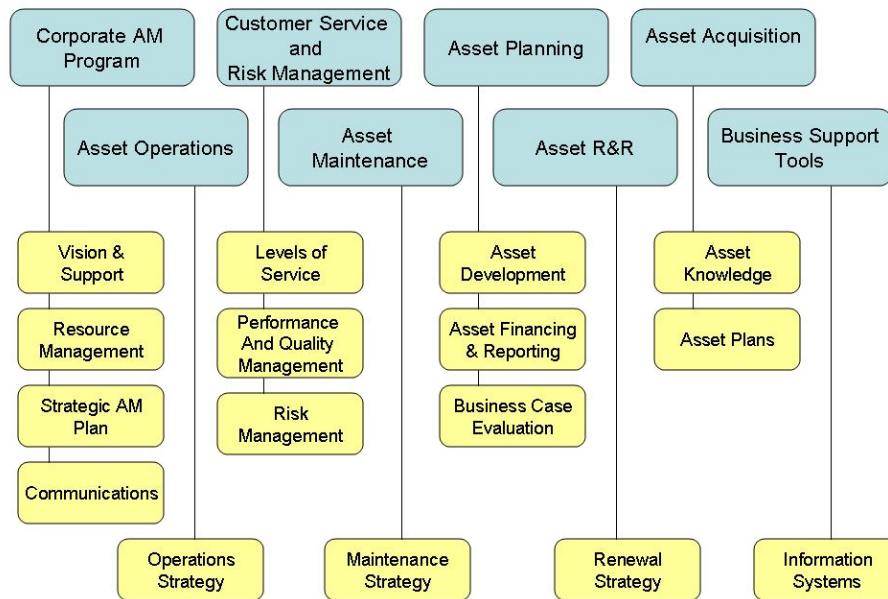 Corporate AM
Program
Customer Service
and
Risk Management
Asset Planning
Asset Acquisition
Asset Operations
Asset
Maintenance
Asset R&R
Business Support
Tools
Vision &
Support
Levels of
Service
Asset
Development
Asset
Knowledge
Resource
Management
Performance
And Quality
Management
Asset Financing
& Reporting
Asset Plans
Strategic AM
Plan
Risk
Management
Business Case
Evaluation
Communications
Operations
Strategy
Maintenance
Strategy
Renewal
Strategy
Information
Systems